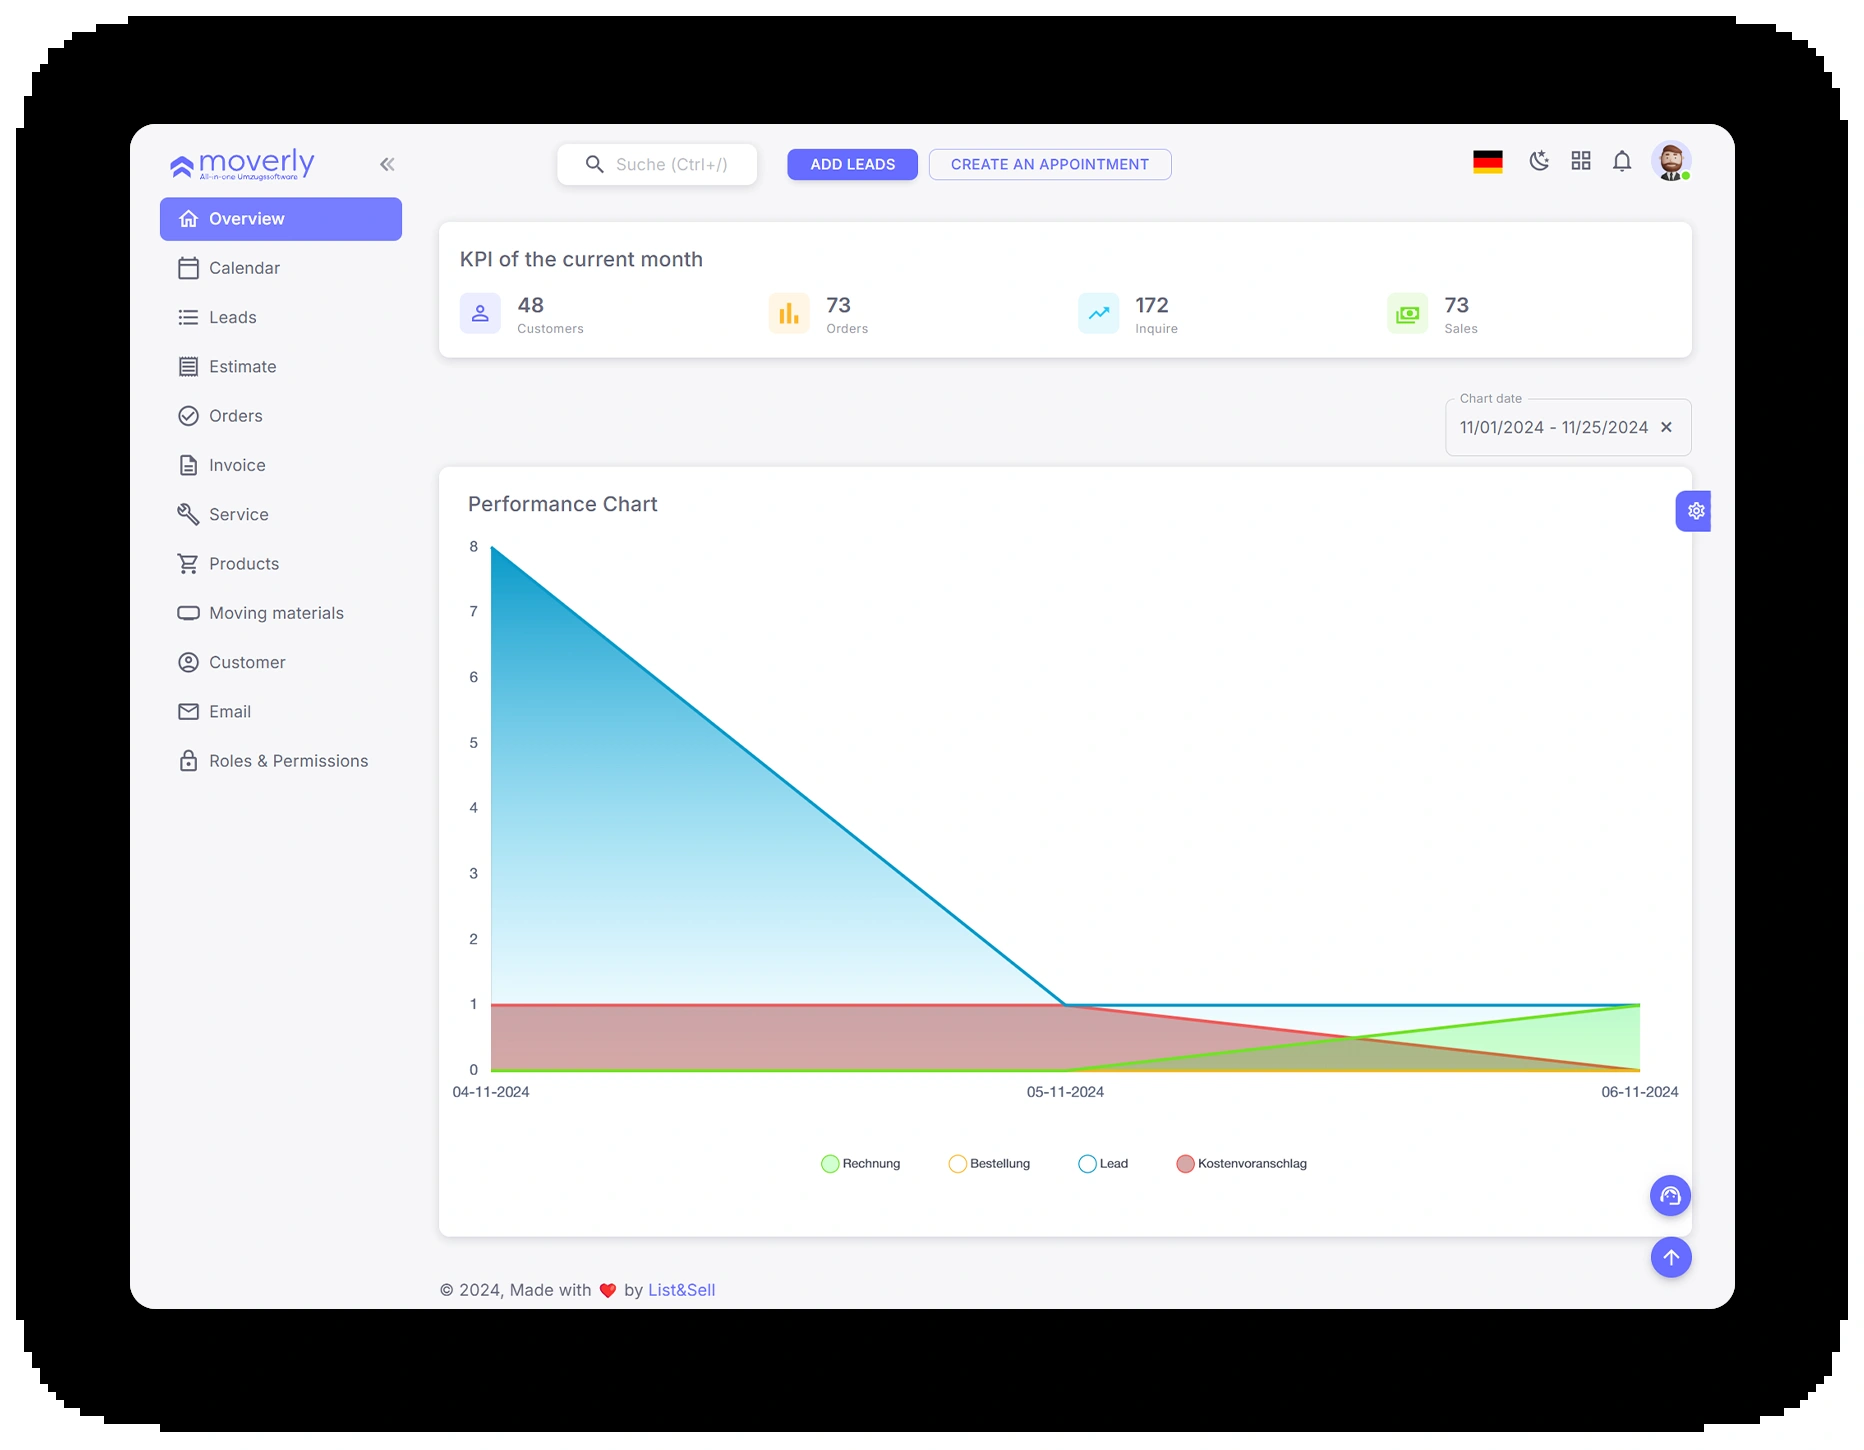 moverly
All-in-one Umzugssoftware
Suche (Ctrl+/)
ADD LEADS
CREATE AN APPOINTMENT
Overview
Calendar
Leads
Estimate
Orders
Invoice
Service
Products
Moving materials
Customer
Email
Roles & Permissions
KPI of the current month
48
Customers
73
Orders
172
Inquire
73
Sales
Chart date
11/01/2024 - 11/25/2024
Performance Chart
8
7
6
5
4
3
2
1
0
04-11-2024
05-11-2024
06-11-2024
Rechnung
Bestellung
Lead
Kostenvoranschlag
© 2024, Made with ❤️ by List&Sell